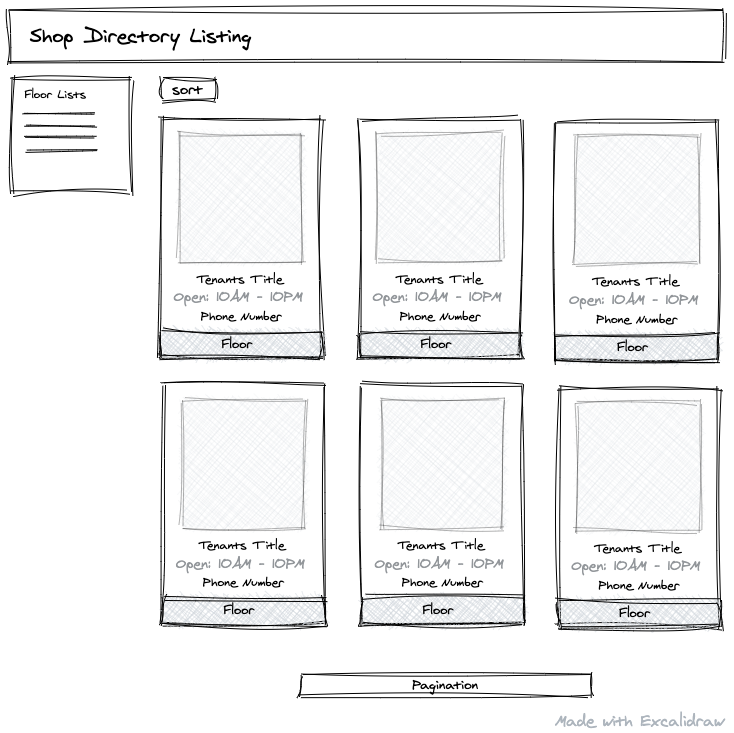 Shop Directory Listing
Floor Lists
sort
Tenants Title
Open: 10AM - 10PM
Phone Number
Floor
Tenants Title
Open: 10AM - 10PM
Phone Number
Floor
Tenants Title
Open: 10AM - 10PM
Phone Number
Floor
Tenants Title
Open: 10AM - 10PM
Phone Number
Floor
Tenants Title
Open: 10AM - 10PM
Phone Number
Floor
Tenants Title
Open: 10AM - 10PM
Phone Number
Floor
Pagination
Made with Excalidraw